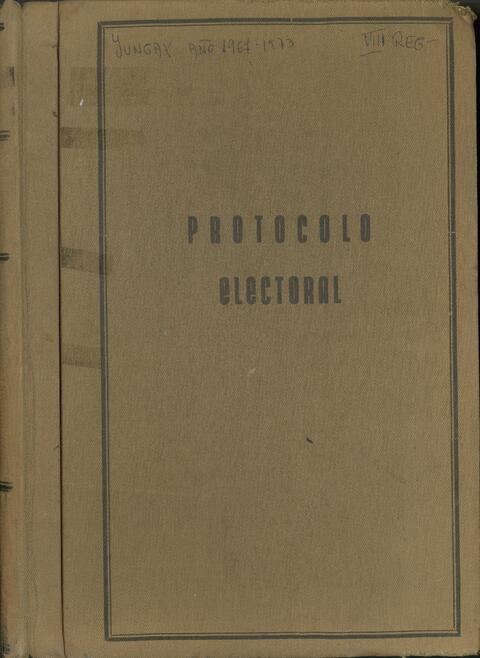 YUNGAY AÑO 1967-1973 VIII REG-
PROTOCOLO
electoral